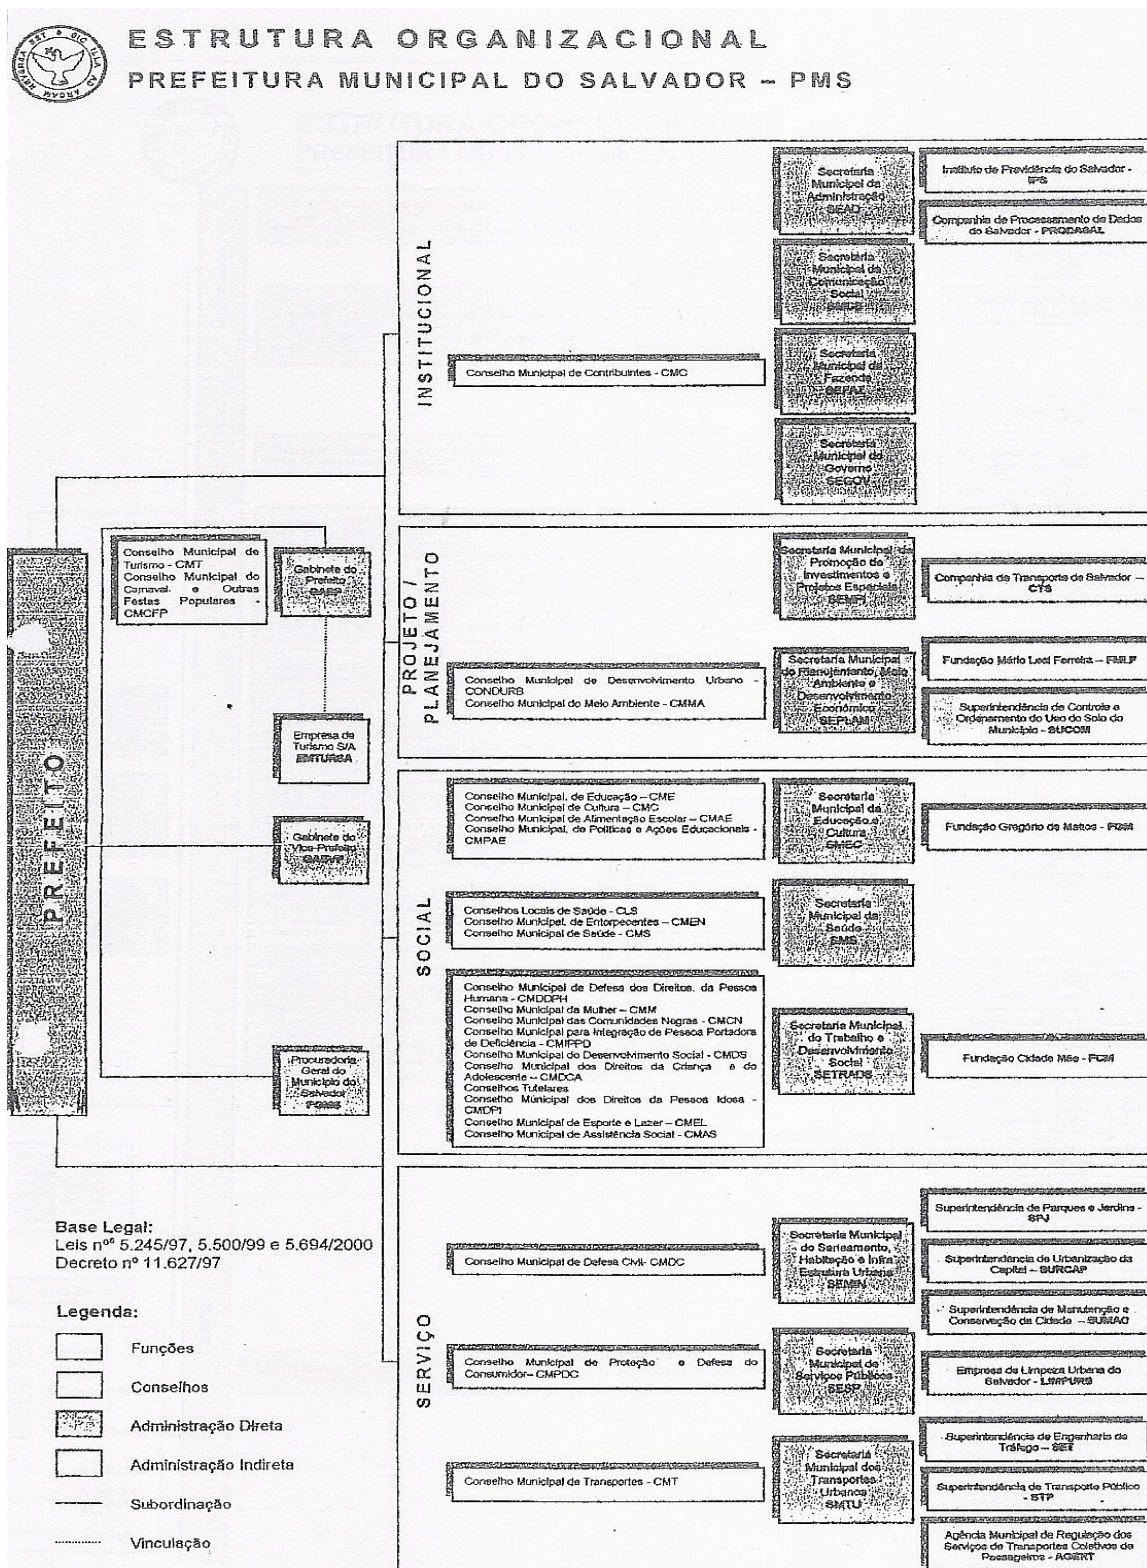 ESTRUTURA ORGANIZACIONAL
PREFEITURA MUNICIPAL DO SALVADOR – PMS
INSTITUCIONAL
Conselho Municipal de Contribuintes - CMC
Secretaria
Municipal da
Administração
SEAD
Instituto de Previdência do Salvador -
IPS
Companhia de Processamento de Dados
do Salvador - PRODASAL
Secretaria
Municipal da
Comunicação
Social
Secretaria
Municipal da
Fazenda
SEFAZ
Secretaria
Municipal do
Governo
SEGOV
PREFEITO
Conselho Municipal de
Turismo - CMT
Conselho Municipal do
Carnaval e Outras
Festas Populares -
CMCFP
Gabinete do
Prefeito
GABP
Empresa de
Turismo S/A
EMTURSA
Gabinete do
Vice-Prefeito
GABVP
Procuradoria
Geral do
Município do
Salvador
PGMS
PROJETO /
PLANEJAMENTO
Secretaria Municipal de
Promoção de
Investimentos e
Projetos Especiais
SEMPI
Companhia de Transporte de Salvador –
CTS
Conselho Municipal de Desenvolvimento Urbano -
CONDURB
Conselho Municipal do Meio Ambiente - CMMA
Secretaria Municipal
do Planejamento, Meio
Ambiente e
Desenvolvimento
Econômico
SEPLAM
Fundação Mário Leal Ferreira – FMLF
Superintendência de Controle e
Ordenamento do Uso do Solo do
Município - SUCOM
SOCIAL
Conselho Municipal. de Educação – CME
Conselho Municipal de Cultura – CMC
Conselho Municipal de Alimentação Escolar – CMAE
Conselho Municipal. de Políticas e Ações Educacionais -
CMPAE
Secretaria
Municipal da
Educação e
Cultura
SMEC
Fundação Gregório de Mattos - FGM
Conselhos Locais de Saúde - CLS
Conselho Municipal. de Entorpecentes – CMEN
Conselho Municipal de Saúde - CMS
Secretaria
Municipal da
Saúde
SMS
Conselho Municipal de Defesa dos Direitos. da Pessoa
Humana - CMDDPH
Conselho Municipal da Mulher – CMM
Conselho Municipal das Comunidades Negras - CMCN
Conselho Municipal para Integração de Pessoa Portadora
de Deficiência - CMIPPD
Conselho Municipal do Desenvolvimento Social - CMDS
Conselho Municipal dos Direitos da Criança e do
Adolescente – CMDCA
Conselhos Tutelares
Conselho Municipal dos Direitos da Pessoa Idosa -
CMDPI
Conselho Municipal de Esporte e Lazer – CMEL
Conselho Municipal de Assistência Social - CMAS
Secretaria Municipal
do Trabalho e
Desenvolvimento
Social
SETRADS
Fundação Cidade Mãe - FCM
SERVIÇO
Conselho Municipal de Defesa Civil- CMDC
Secretaria Municipal
do Saneamento,
Habitação e Infra
Estrutura Urbana
SEMIN
Superintendência de Parques e Jardins -
SPJ
Superintendência de Urbanização da
Capital – SURCAP
Superintendência de Manutenção e
Conservação da Cidade – SUMAC
Conselho Municipal de Proteção e Defesa do
Consumidor– CMPDC
Secretaria
Municipal de
Serviços Públicos
SESP
Empresa de Limpeza Urbana do
Salvador - LIMPURB
Conselho Municipal de Transportes - CMT
Secretaria
Municipal dos
Transportes
Urbanos
SMTU
Superintendência de Engenharia de
Tráfego – SET
Superintendência de Transporte Público
- STP
Agência Municipal de Regulação dos
Serviços de Transportes Coletivos de
Passageiros - AGERT
Base Legal:
Leis nºs 5.245/97, 5.500/99 e 5.694/2000
Decreto nº 11.627/97
Legenda:
Funções
Conselhos
Administração Direta
Administração Indireta
Subordinação
Vinculação